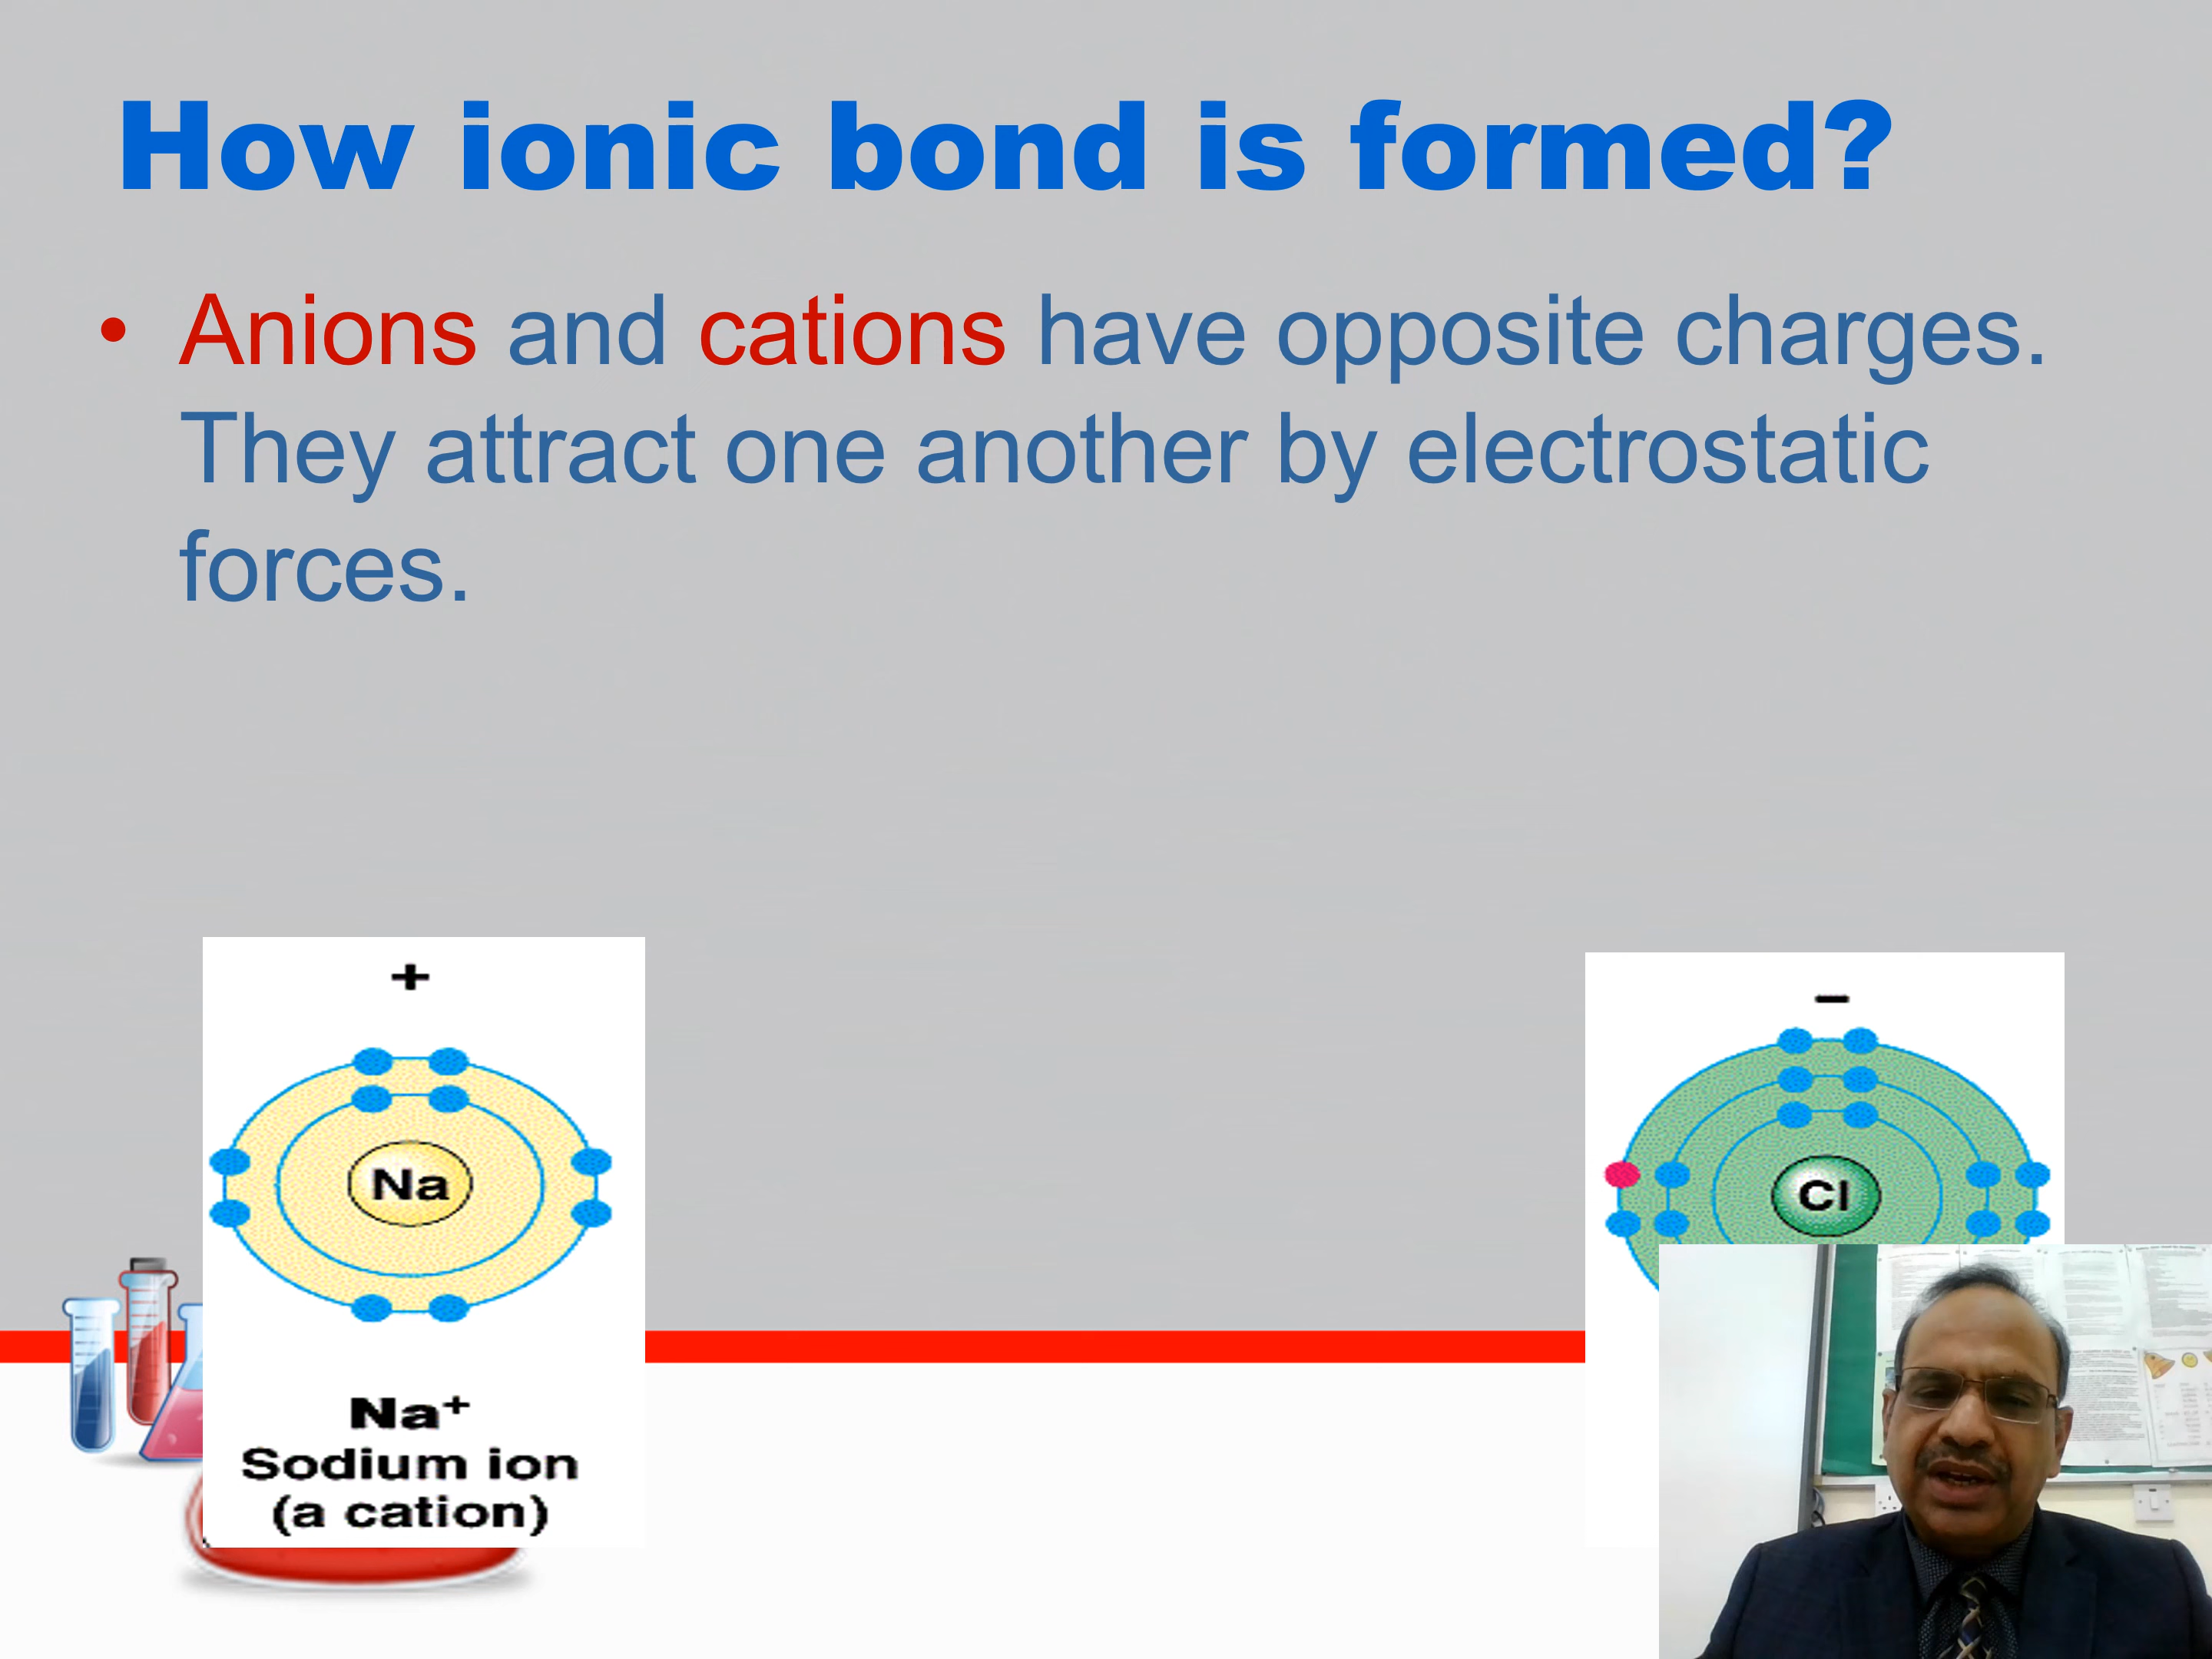 How ionic bond is formed?
• Anions and cations have opposite charges.
They attract one another by electrostatic
forces.
+
Na
Na⁺
Sodium ion
(a cation)
–
Cl